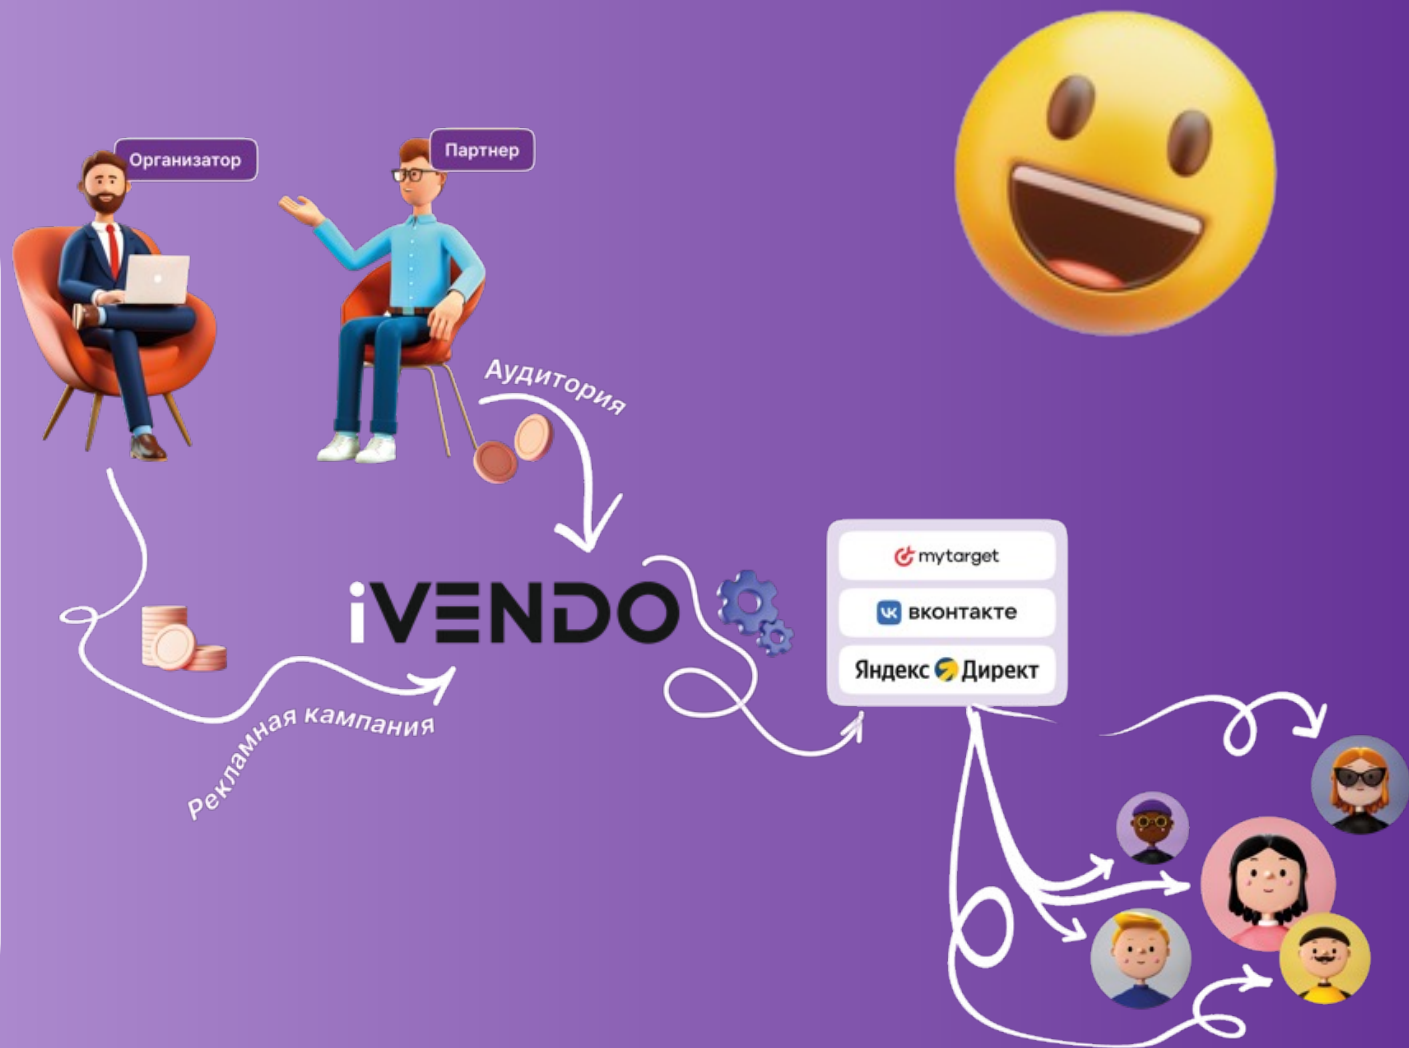 Организатор
Партнер
Аудитория
iVENDO
Рекламная кампания
mytarget
вконтакте
Яндекс Директ